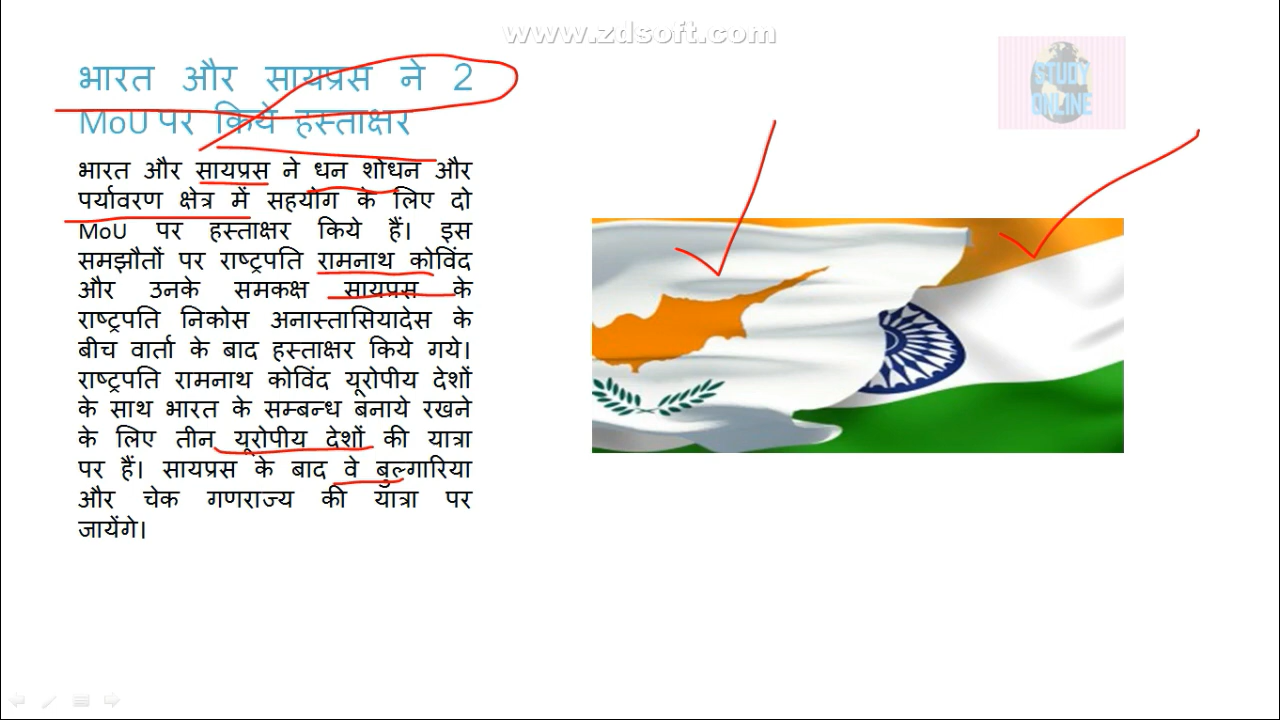 www.zdsoft.com
STUDY
ONLINE
भारत और सायप्रस ने 2
MoU पर किये हस्ताक्षर
भारत और सायप्रस ने धन शोधन और
पर्यावरण क्षेत्र में सहयोग के लिए दो
MoU पर हस्ताक्षर किये हैं। इस
समझौतों पर राष्ट्रपति रामनाथ कोविंद
और उनके समकक्ष सायप्रस के
राष्ट्रपति निकोस अनास्तासियादेस के
बीच वार्ता के बाद हस्ताक्षर किये गये।
राष्ट्रपति रामनाथ कोविंद यूरोपीय देशों
के साथ भारत के सम्बन्ध बनाये रखने
के लिए तीन यूरोपीय देशों की यात्रा
पर हैं। सायप्रस के बाद वे बुल्गारिया
और चेक गणराज्य की यात्रा पर
जायेंगे।